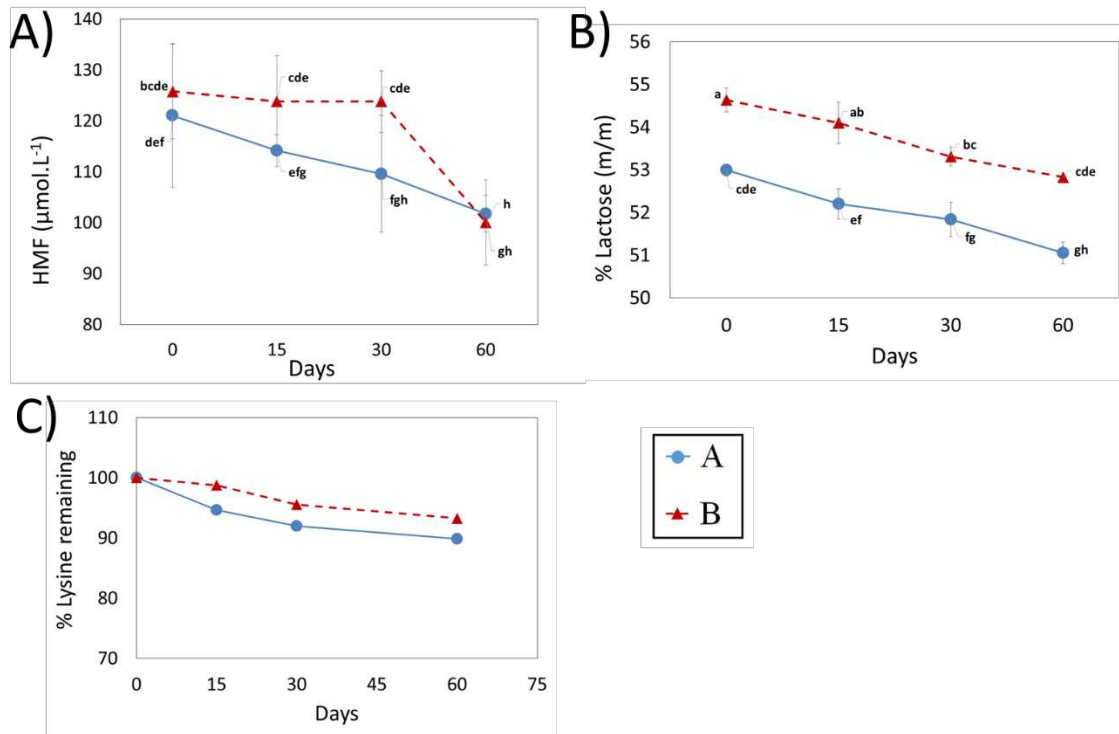 A)
HMF (µmol.L⁻¹)
140
130
120
110
100
90
80
bcde
cde
cde
def
efg
fgh
h
gh
0 15 30 60
Days
B)
% Lactose (m/m)
56
55
54
53
52
51
50
a
ab
bc
cde
cde
ef
fg
gh
0 15 30 60
Days
C)
% Lysine remaining
110
100
90
80
70
0 15 30 45 60 75
Days
A
B